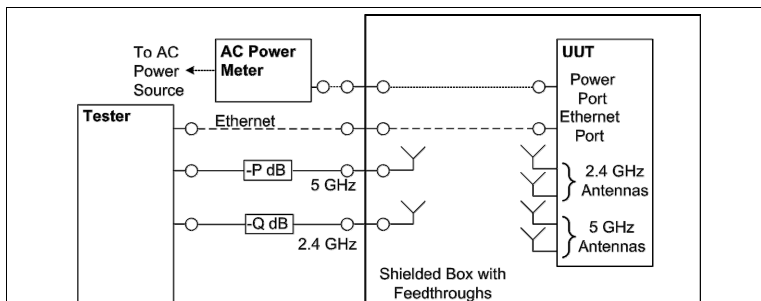 To AC
Power
Source
AC Power
Meter
UUT
Power
Port
Ethernet
Port
Tester
Ethernet
-P dB
5 GHz
2.4 GHz
Antennas
-Q dB
2.4 GHz
5 GHz
Antennas
Shielded Box with
Feedthroughs